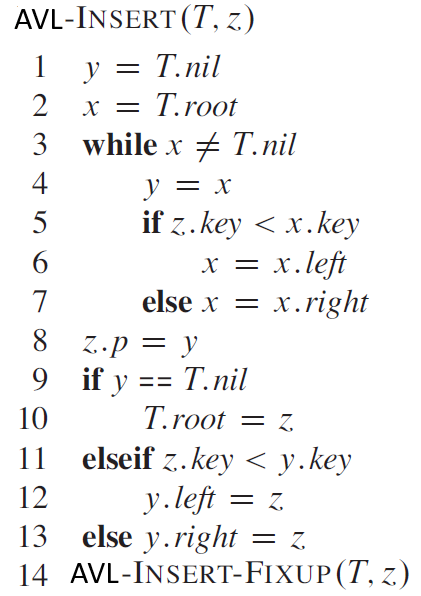 AVL-INSERT(T, z)
1 y = T.nil
2 x = T.root
3 while x ≠ T.nil
4 y = x
5 if z.key < x.key
6 x = x.left
7 else x = x.right
8 z.p = y
9 if y == T.nil
10 T.root = z
11 elseif z.key < y.key
12 y.left = z
13 else y.right = z
14 AVL-INSERT-FIXUP(T, z)